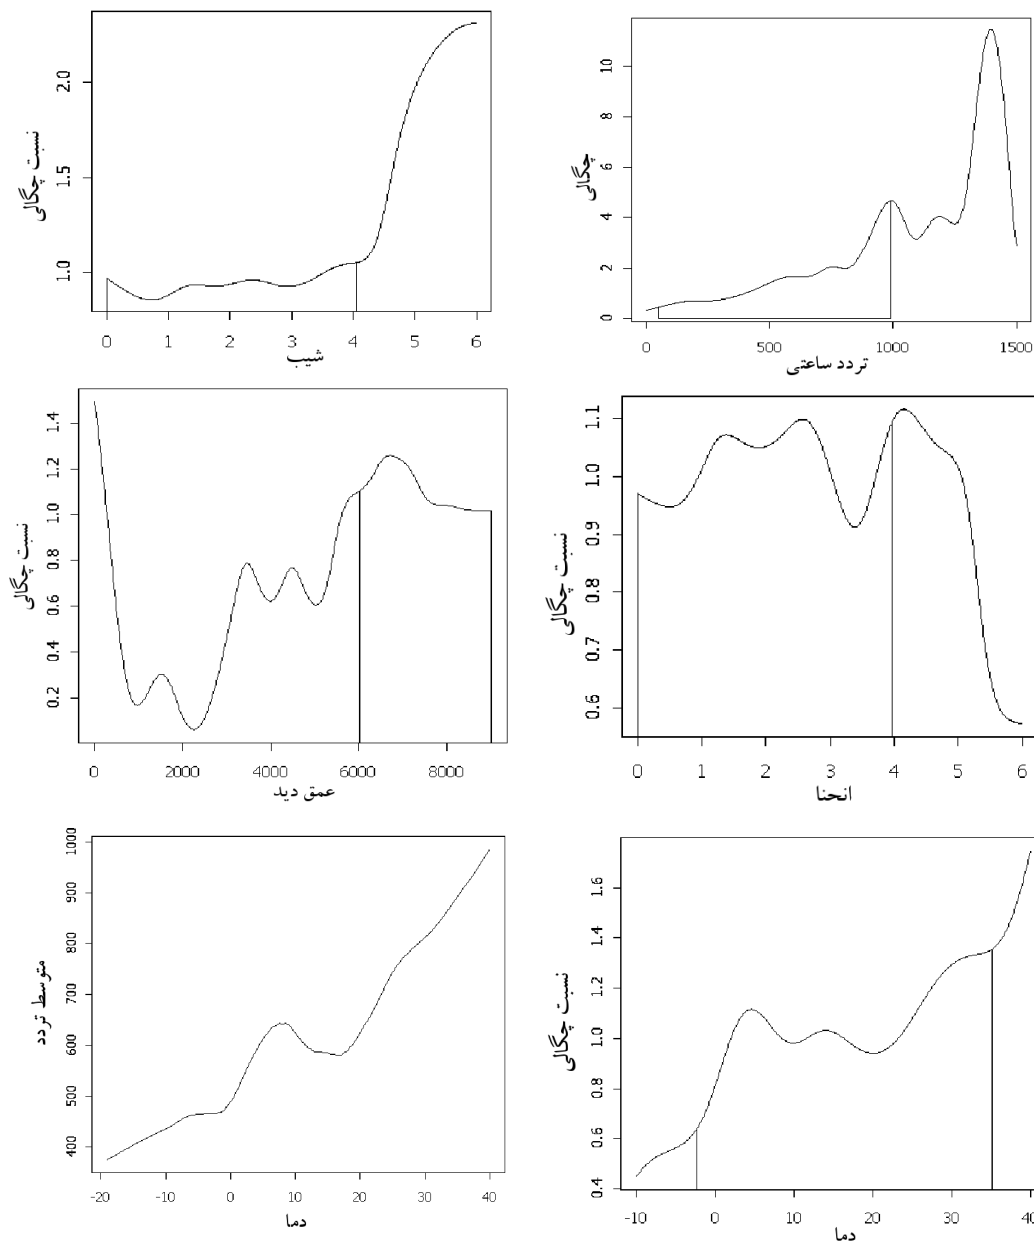 نسبت چگالی
2.0
1.5
1.0
0 1 2 3 4 5 6
شیب
چگالی
10
8
6
4
2
0
0 500 1000 1500
تردد ساعتی
نسبت چگالی
1.4
1.2
1.0
0.8
0.6
0.4
0.2
0 2000 4000 6000 8000
عمق دید
نسبت چگالی
1.1
1.0
0.9
0.8
0.7
0.6
0 1 2 3 4 5 6
انحنا
متوسط تردد
1000
900
800
700
600
500
400
-20 -10 0 10 20 30 40
دما
نسبت چگالی
1.6
1.4
1.2
1.0
0.8
0.6
0.4
-10 0 10 20 30 40
دما